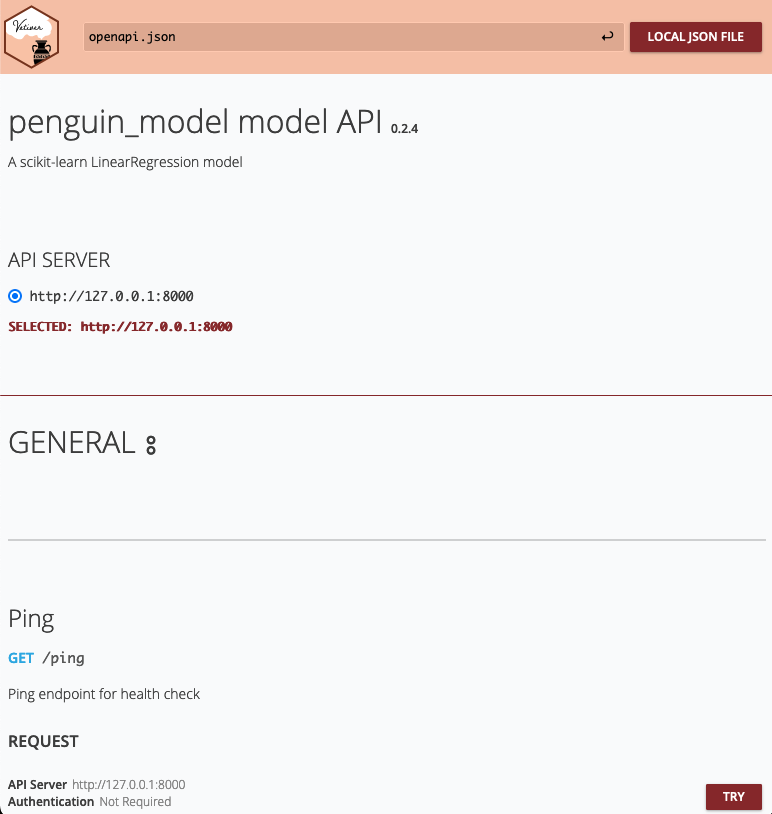 Vetiver
openapi.json
LOCAL JSON FILE
penguin_model model API 0.2.4
A scikit-learn LinearRegression model
API SERVER
http://127.0.0.1:8000
SELECTED: http://127.0.0.1:8000
GENERAL
Ping
GET /ping
Ping endpoint for health check
REQUEST
API Server http://127.0.0.1:8000
Authentication Not Required
TRY